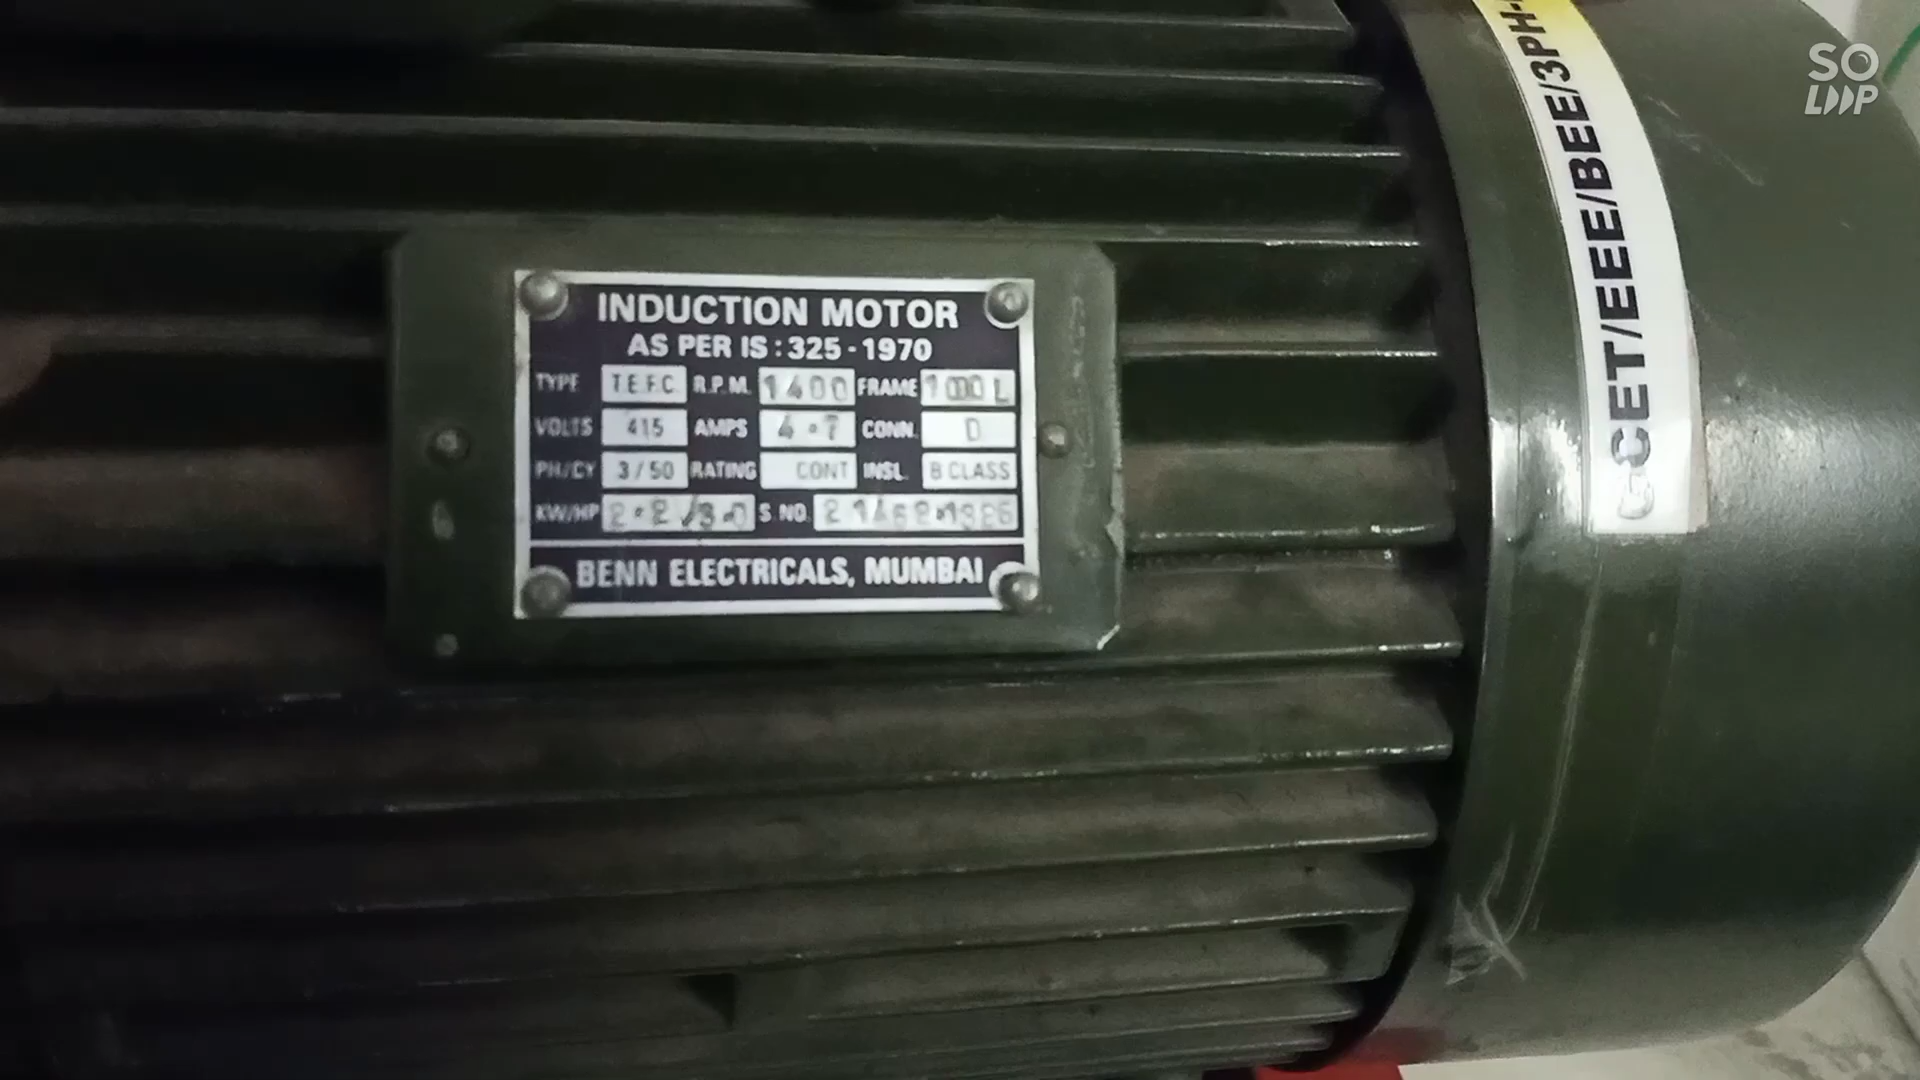 INDUCTION MOTOR
AS PER IS : 325 - 1970
TYPE T.E.F.C. R.P.M. 1400 FRAME 100 L
VOLTS 415 AMPS 4.7 CONN. D
PH/CY 3 / 50 RATING CONT INSL. B CLASS
KW/HP 2.2/3.0 S. NO.
BENN ELECTRICALS, MUMBAI
GCET/EEE/BEE/3PH-
SOLOOP